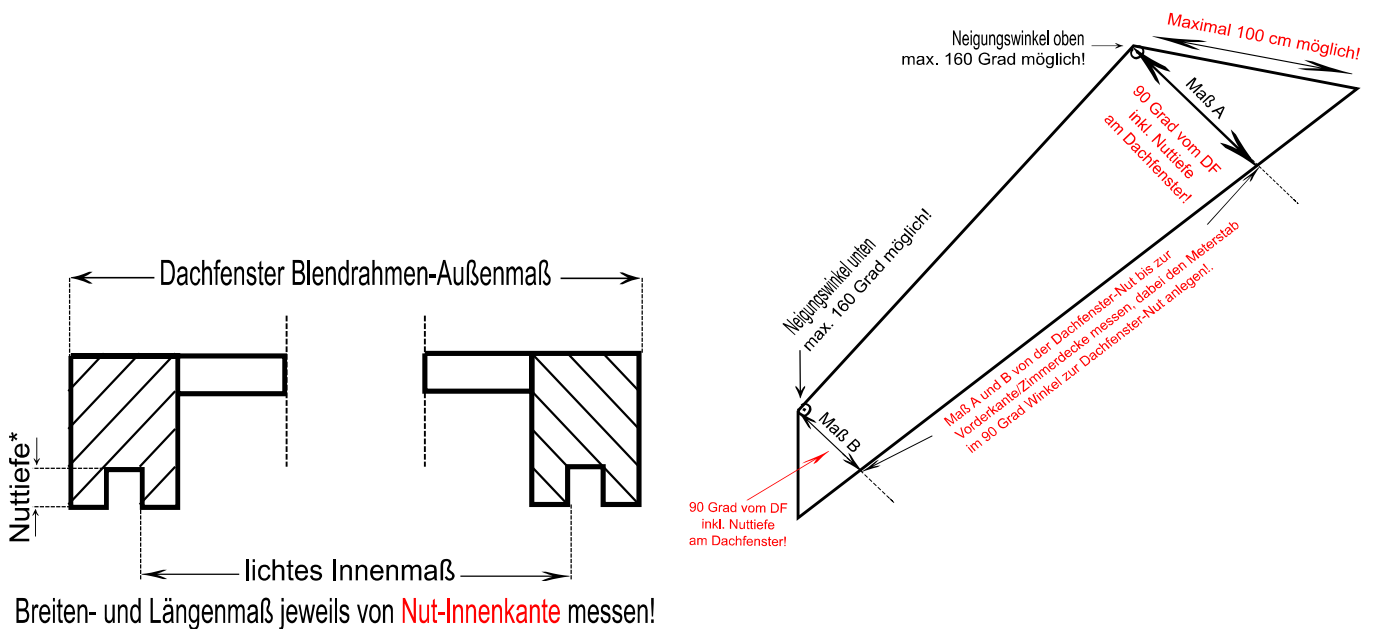 Dachfenster Blendrahmen-Außenmaß
Nuttiefe*
lichtes Innenmaß
Breiten- und Längenmaß jeweils von Nut-Innenkante messen!
Neigungswinkel oben
max. 160 Grad möglich!
Maximal 100 cm möglich!
Maß A
90 Grad vom DF
inkl. Nuttiefe
am Dachfenster!
Neigungswinkel unten
max. 160 Grad möglich!
Maß A und B von der Dachfenster-Nut bis zur
Vorderkante/Zimmerdecke messen, dabei den Meterstab
im 90 Grad Winkel zur Dachfenster-Nut anlegen!.
Maß B
90 Grad vom DF
inkl. Nuttiefe
am Dachfenster!